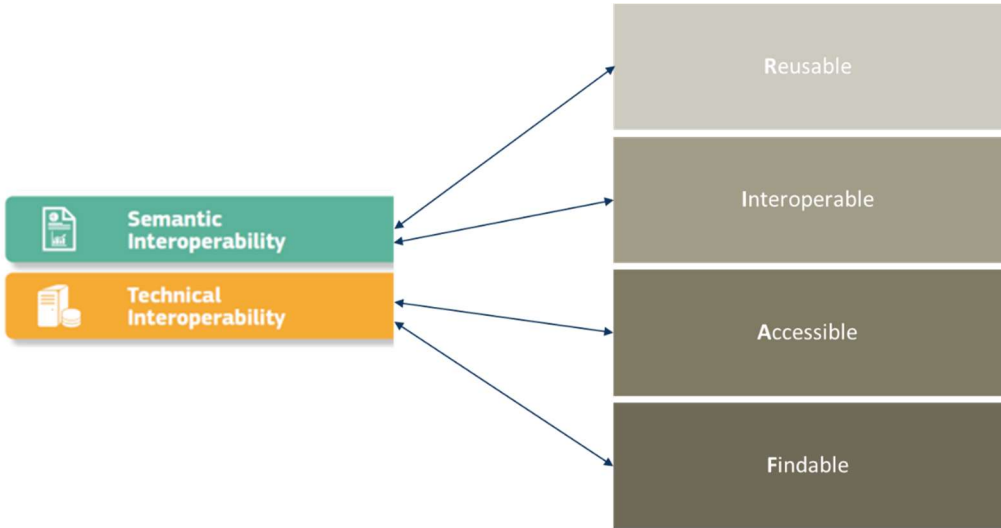 Semantic
Interoperability
Technical
Interoperability
Reusable
Interoperable
Accessible
Findable